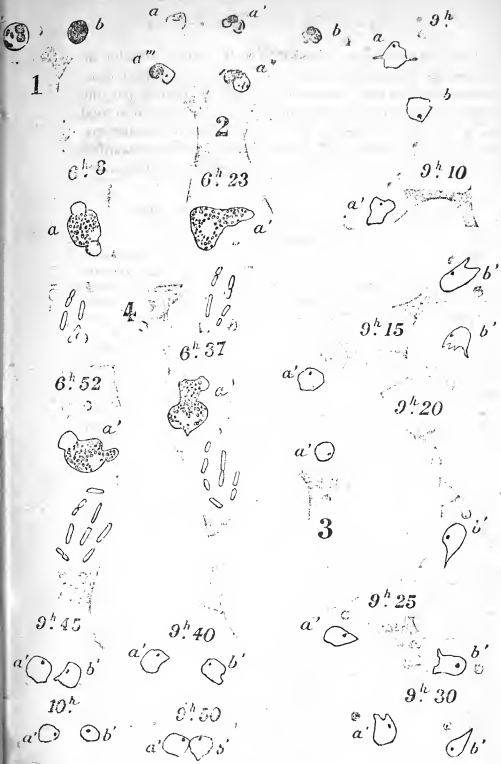 b a a' b 9h.
a''' a'' a
1 2 b
6h. 8 6h. 23 9h. 10
a a' a'
b'
4 9h. 15
6h. 37 b'
6h. 52 a' a' 9h. 20
a' a'
3
b'
9h. 25
9h. 45 9h. 40 a'
a' b' a' b' b'
10h. 9h. 50 9h. 30
a' b' a' b' a' b'